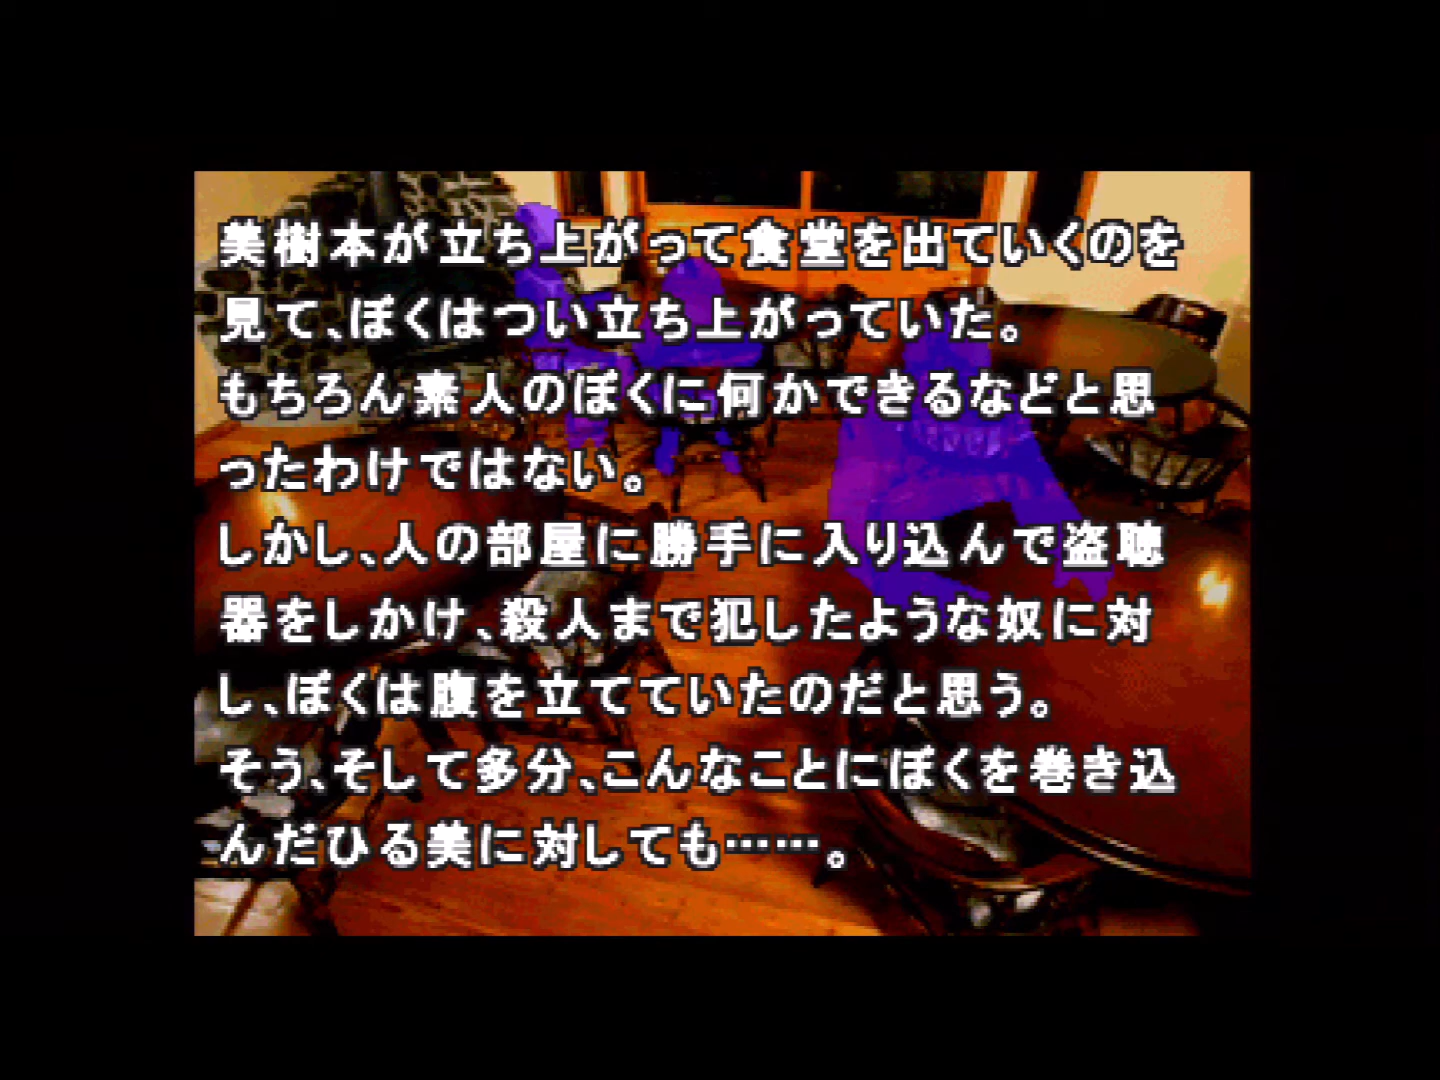 美樹本が立ち上がって食堂を出ていくのを
見て、ぼくはつい立ち上がっていた。
もちろん素人のぼくに何かできるなどと思
ったわけではない。
しかし、人の部屋に勝手に入り込んで盗聴
器をしかけ、殺人まで犯したような奴に対
し、ぼくは腹を立てていたのだと思う。
そう、そして多分、こんなことにぼくを巻き込
んだひる美に対しても……。